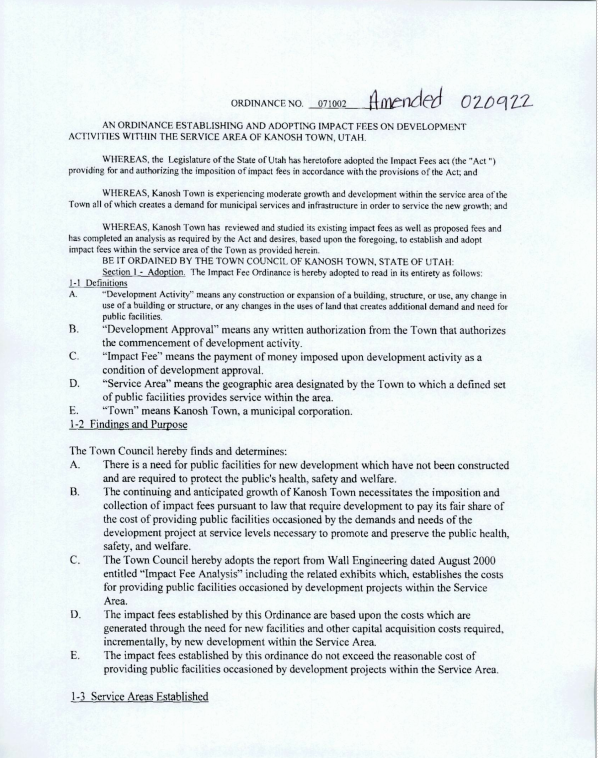 ORDINANCE NO. 071002 Amended 020922
AN ORDINANCE ESTABLISHING AND ADOPTING IMPACT FEES ON DEVELOPMENT
ACTIVITIES WITHIN THE SERVICE AREA OF KANOSH TOWN, UTAH.
WHEREAS, the Legislature of the State of Utah has heretofore adopted the Impact Fees act (the "Act ")
providing for and authorizing the imposition of impact fees in accordance with the provisions of the Act; and
WHEREAS, Kanosh Town is experiencing moderate growth and development within the service area of the
Town all of which creates a demand for municipal services and infrastructure in order to service the new growth; and
WHEREAS, Kanosh Town has reviewed and studied its existing impact fees as well as proposed fees and
has completed an analysis as required by the Act and desires, based upon the foregoing, to establish and adopt
impact fees within the service area of the Town as provided herein.
BE IT ORDAINED BY THE TOWN COUNCIL OF KANOSH TOWN, STATE OF UTAH:
Section 1 - Adoption. The Impact Fee Ordinance is hereby adopted to read in its entirety as follows:
1-1 Definitions
A. "Development Activity" means any construction or expansion of a building, structure, or use, any change in
use of a building or structure, or any changes in the uses of land that creates additional demand and need for
public facilities.
B. "Development Approval" means any written authorization from the Town that authorizes
the commencement of development activity.
C. "Impact Fee" means the payment of money imposed upon development activity as a
condition of development approval.
D. "Service Area" means the geographic area designated by the Town to which a defined set
of public facilities provides service within the area.
E. "Town" means Kanosh Town, a municipal corporation.
1-2 Findings and Purpose
The Town Council hereby finds and determines:
A. There is a need for public facilities for new development which have not been constructed
and are required to protect the public's health, safety and welfare.
B. The continuing and anticipated growth of Kanosh Town necessitates the imposition and
collection of impact fees pursuant to law that require development to pay its fair share of
the cost of providing public facilities occasioned by the demands and needs of the
development project at service levels necessary to promote and preserve the public health,
safety, and welfare.
C. The Town Council hereby adopts the report from Wall Engineering dated August 2000
entitled "Impact Fee Analysis" including the related exhibits which, establishes the costs
for providing public facilities occasioned by development projects within the Service
Area.
D. The impact fees established by this Ordinance are based upon the costs which are
generated through the need for new facilities and other capital acquisition costs required,
incrementally, by new development within the Service Area.
E. The impact fees established by this ordinance do not exceed the reasonable cost of
providing public facilities occasioned by development projects within the Service Area.
1-3 Service Areas Established